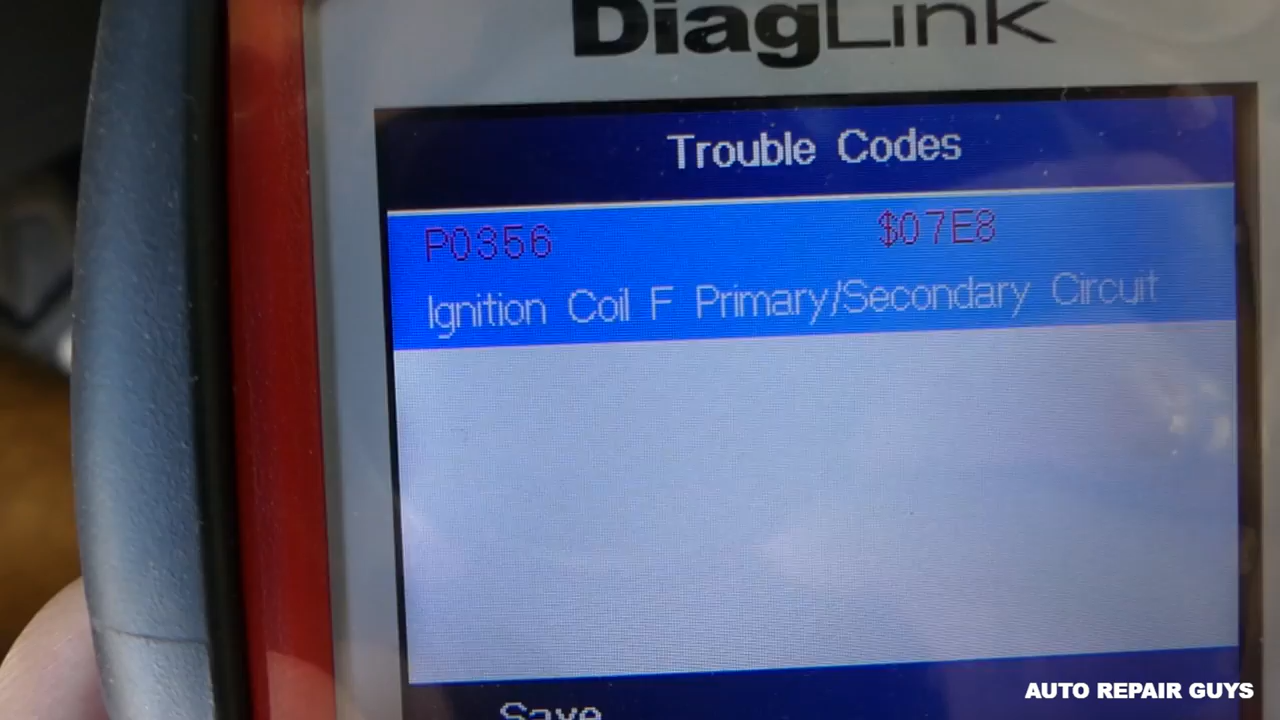 DiagLink
Trouble Codes
P0356 $07E8
Ignition Coil F Primary/Secondary Circuit
Save
AUTO REPAIR GUYS